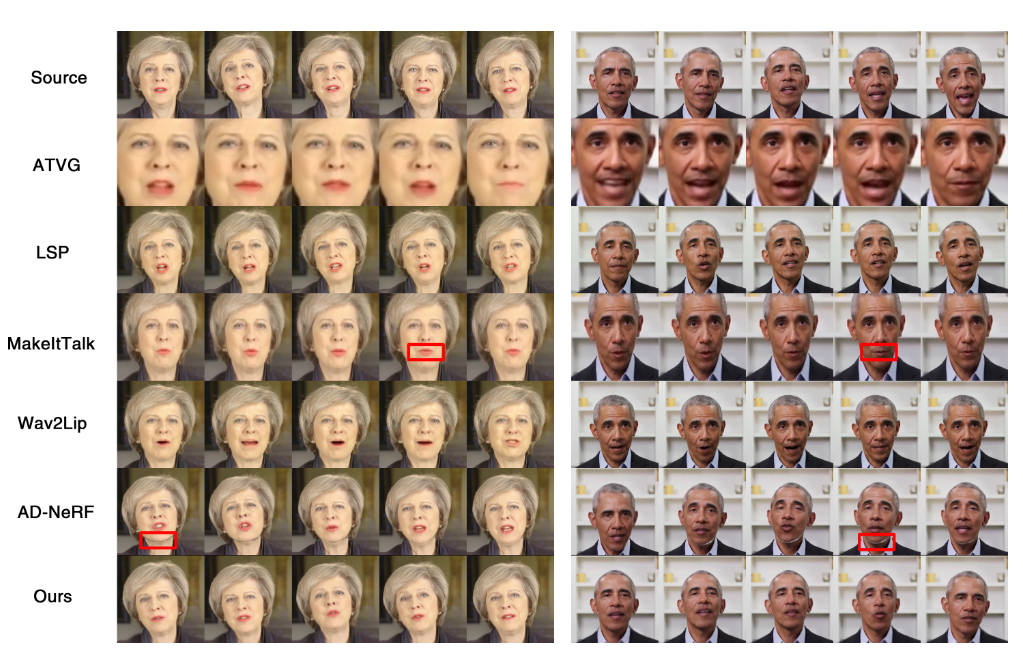 Source
ATVG
LSP
MakeItTalk
Wav2Lip
AD-NeRF
Ours